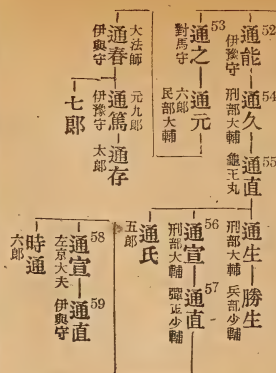 52
通能
伊豫守
54
通久
刑部大輔
龜王丸
55
通直
53
通之
對馬守
通元
六郎
民部大輔
大法師
通春
伊與守
元九郎
通篤
伊豫守
太郎
通存
七郎
通生
刑部大輔
勝生
兵部少輔
56
通宣
刑部大輔
57
通直
彈正少輔
通氏
五郎
58
通宣
左京大夫
59
通直
伊與守
時通
六郎